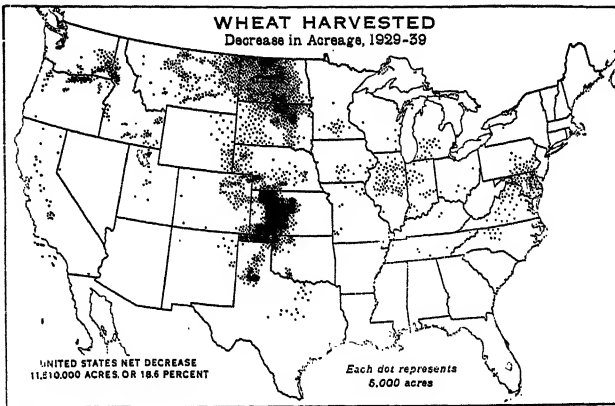 WHEAT HARVESTED
Decrease in Acreage, 1929-39
UNITED STATES NET DECREASE
11,510,000 ACRES, OR 18.6 PERCENT
Each dot represents
5,000 acres